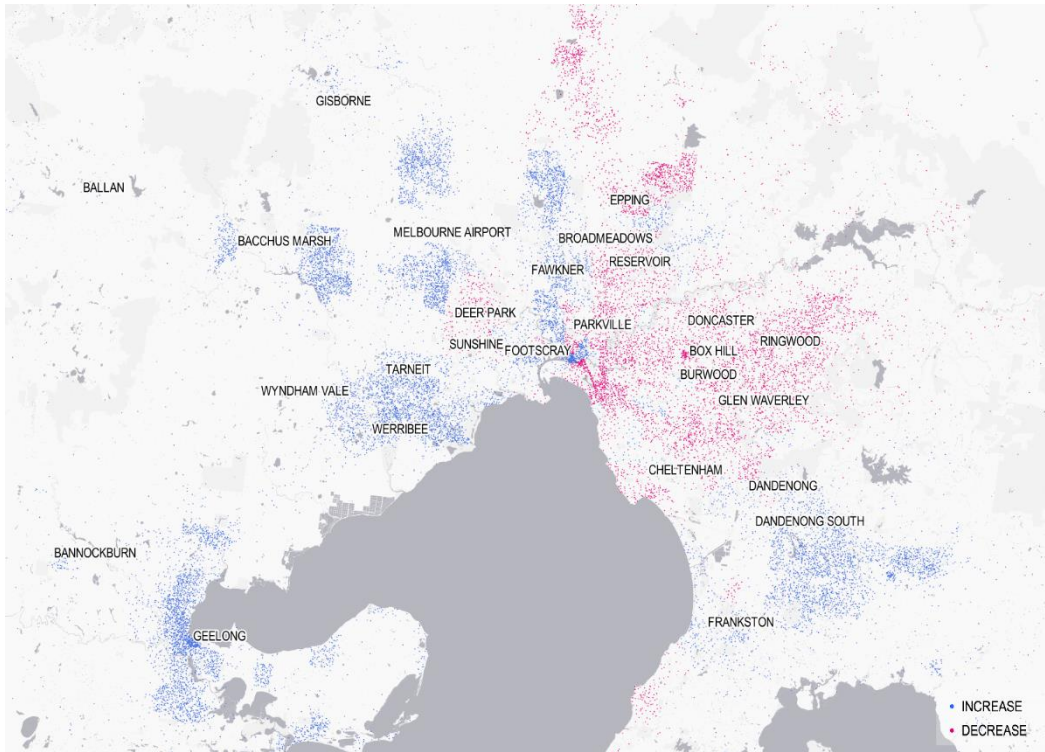 GISBORNE
BALLAN
EPPING
MELBOURNE AIRPORT
BROADMEADOWS
BACCHUS MARSH
RESERVOIR
FAWKNER
DEER PARK
PARKVILLE
DONCASTER
SUNSHINE
FOOTSCRAY
BOX HILL
RINGWOOD
TARNEIT
BURWOOD
WYNDHAM VALE
GLEN WAVERLEY
WERRIBEE
CHELTENHAM
DANDENONG
DANDENONG SOUTH
BANNOCKBURN
FRANKSTON
GEELONG
INCREASE
DECREASE